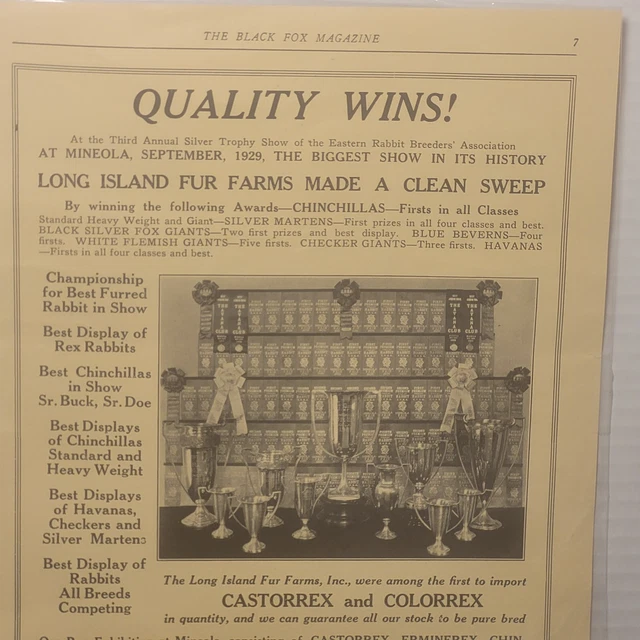 THE BLACK FOX MAGAZINE
7
QUALITY WINS!
At the Third Annual Silver Trophy Show of the Eastern Rabbit Breeders' Association
AT MINEOLA, SEPTEMBER, 1929, THE BIGGEST SHOW IN ITS HISTORY
LONG ISLAND FUR FARMS MADE A CLEAN SWEEP
By winning the following Awards—CHINCHILLAS—Firsts in all Classes
Standard Heavy Weight and Giant—SILVER MARTENS—First prizes in all four classes and best.
BLACK SILVER FOX GIANTS—Two first prizes and best display. BLUE BEVERNS—Four
firsts. WHITE FLEMISH GIANTS—Five firsts. CHECKER GIANTS—Three firsts. HAVANAS
—Firsts in all four classes and best.
Championship
for Best Furred
Rabbit in Show
Best Display of
Rex Rabbits
Best Chinchillas
in Show
Sr. Buck, Sr. Doe
Best Displays
of Chinchillas
Standard and
Heavy Weight
Best Displays
of Havanas,
Checkers and
Silver Martens
Best Display of
Rabbits
All Breeds
Competing
The Long Island Fur Farms, Inc., were among the first to import
CASTORREX and COLORREX
in quantity, and we can guarantee all our stock to be pure bred